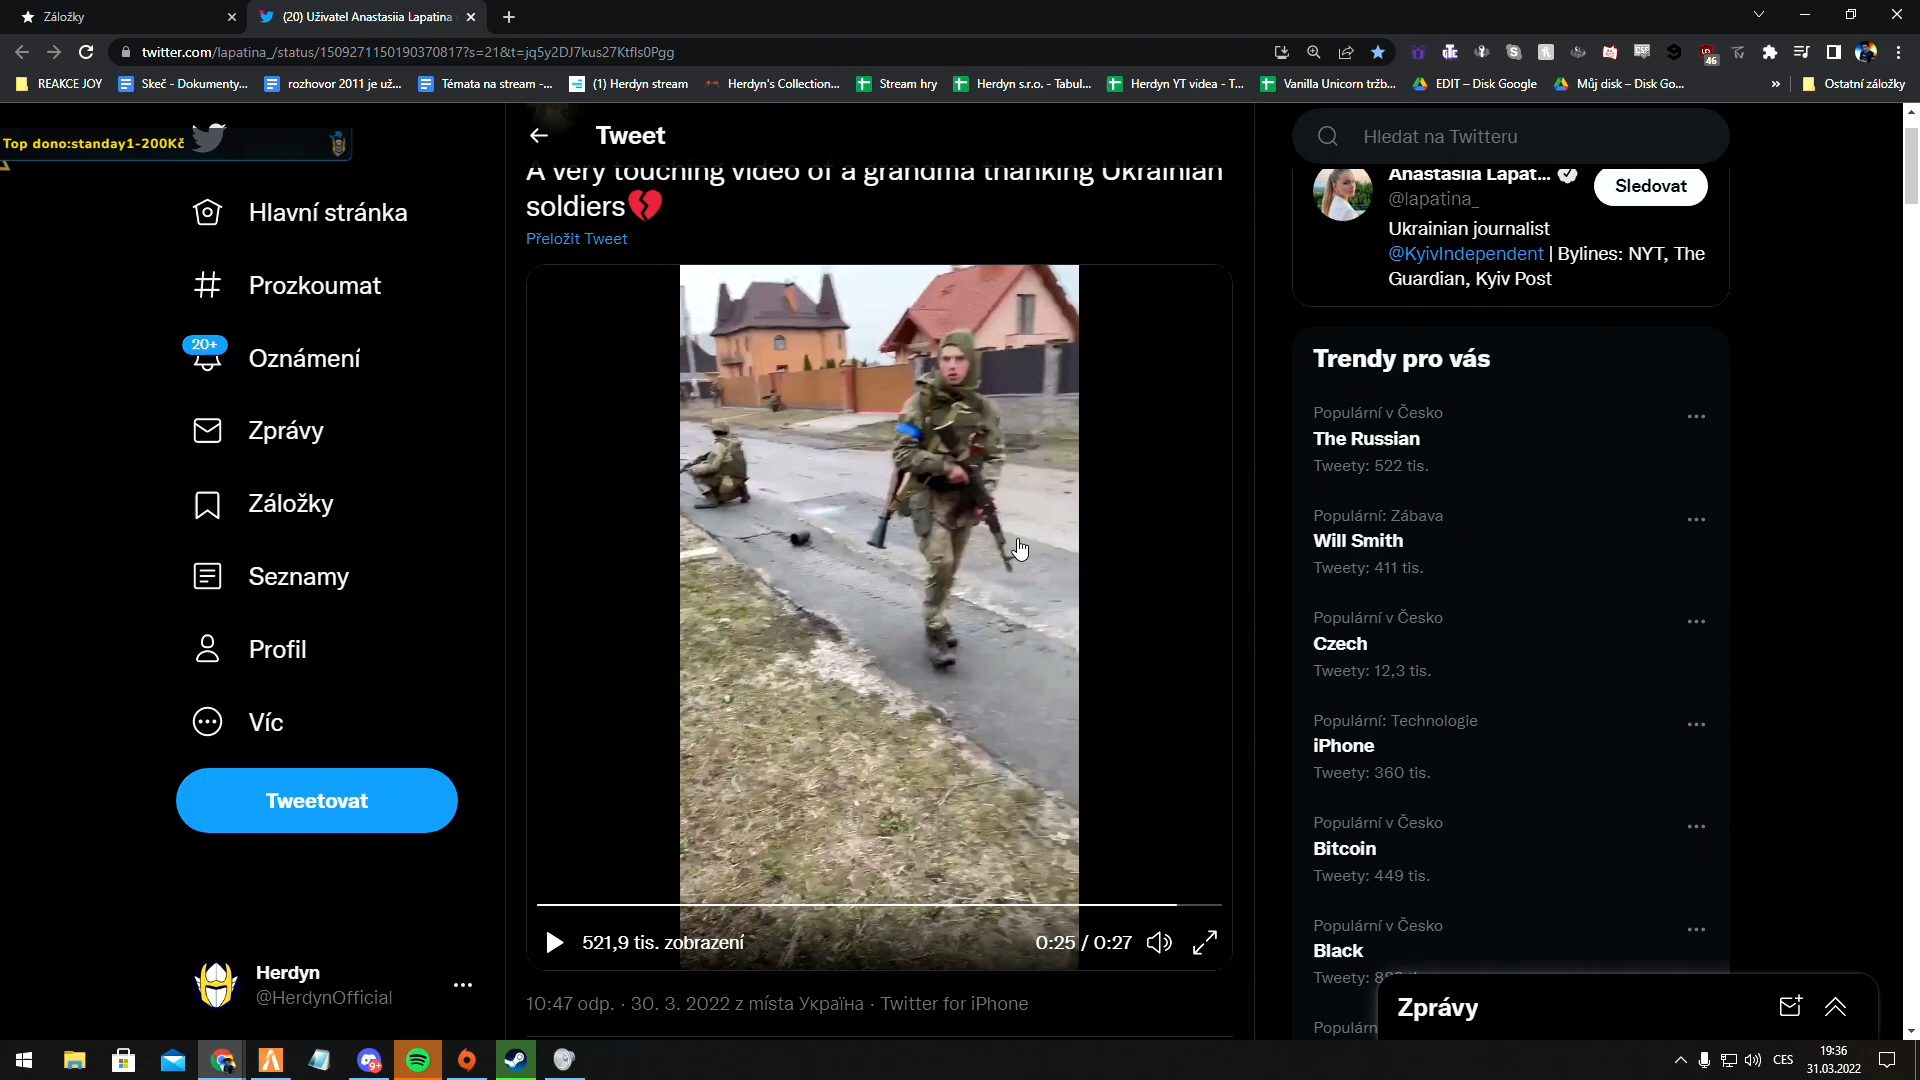 Záložky
(20) Uživatel Anastasiia Lapatina
twitter.com/lapatina_/status/1509271150190370817?s=21&t=jq5y2DJ7kus27Ktfls0Pgg
46
REAKCE JOY
Skeč - Dokumenty...
rozhovor 2011 je už...
Témata na stream -...
(1) Herdyn stream
Herdyn's Collection...
Stream hry
Herdyn s.r.o. - Tabul...
Herdyn YT videa - T...
Vanilla Unicorn tržb...
EDIT – Disk Google
Můj disk – Disk Go...
»
Ostatní záložky
Top dono:standay1-200Kč
Hlavní stránka
Prozkoumat
20+
Oznámení
Zprávy
Záložky
Seznamy
Profil
Víc
Tweetovat
Herdyn
@HerdynOfficial
Tweet
A very touching video of a grandma thanking Ukrainian
soldiers💔
Přeložit Tweet
521,9 tis. zobrazení
0:25 / 0:27
10:47 odp. · 30. 3. 2022 z místa Україна · Twitter for iPhone
Hledat na Twitteru
Anastasiia Lapat...
@lapatina_
Sledovat
Ukrainian journalist
@KyivIndependent | Bylines: NYT, The
Guardian, Kyiv Post
Trendy pro vás
Populární v Česko
The Russian
Tweety: 522 tis.
Populární: Zábava
Will Smith
Tweety: 411 tis.
Populární v Česko
Czech
Tweety: 12,3 tis.
Populární: Technologie
iPhone
Tweety: 360 tis.
Populární v Česko
Bitcoin
Tweety: 449 tis.
Populární v Česko
Black
Tweety:
Zprávy
9+
CES
19:36
31.03.2022